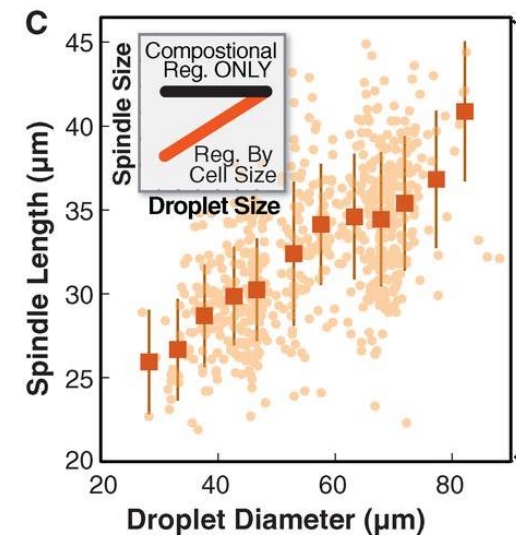 C
Compostional
Reg. ONLY
Reg. By
Cell Size
Spindle Size
Droplet Size
45
40
35
30
25
20
Spindle Length (µm)
20 40 60 80
Droplet Diameter (µm)